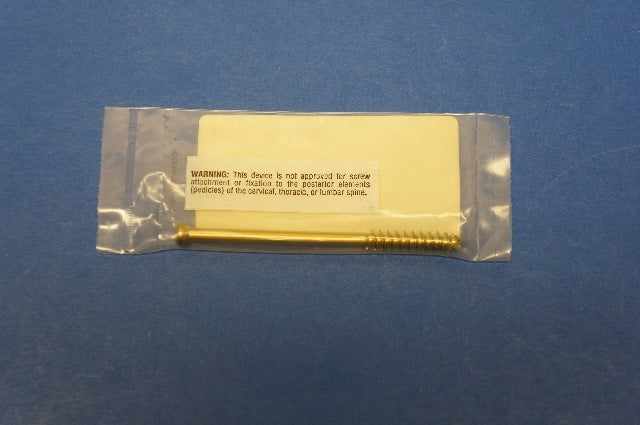 WARNING: This device is not approved for screw
attachment or fixation to the posterior elements
(pedicles) of the cervical, thoracic, or lumbar spine.